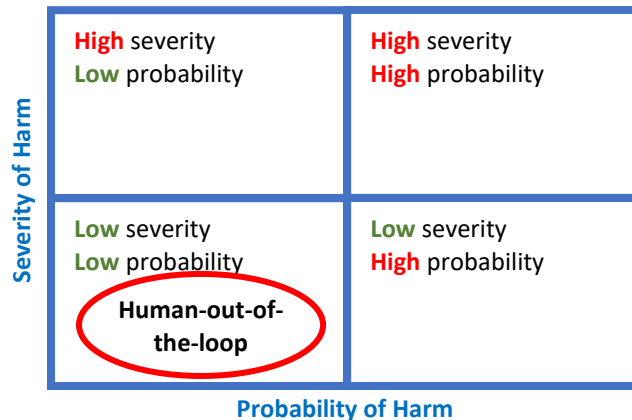 High severity
Low probability
High severity
High probability
Severity of Harm
Low severity
Low probability
Human-out-of-
the-loop
Low severity
High probability
Probability of Harm